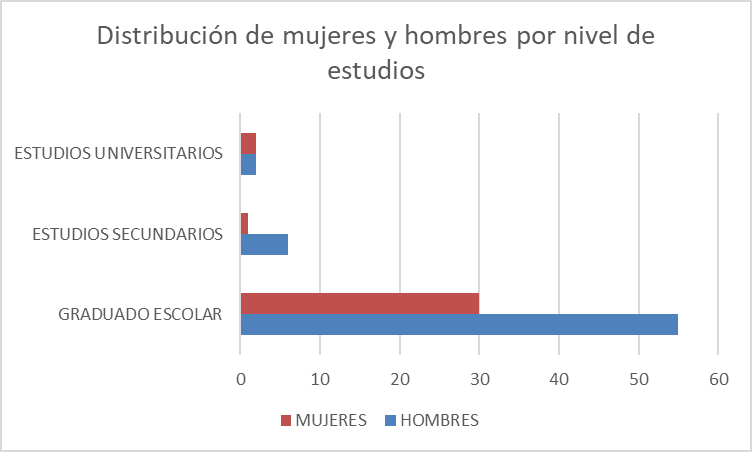 Distribución de mujeres y hombres por nivel de
estudios
ESTUDIOS UNIVERSITARIOS
ESTUDIOS SECUNDARIOS
GRADUADO ESCOLAR
0 10 20 30 40 50 60
MUJERES HOMBRES